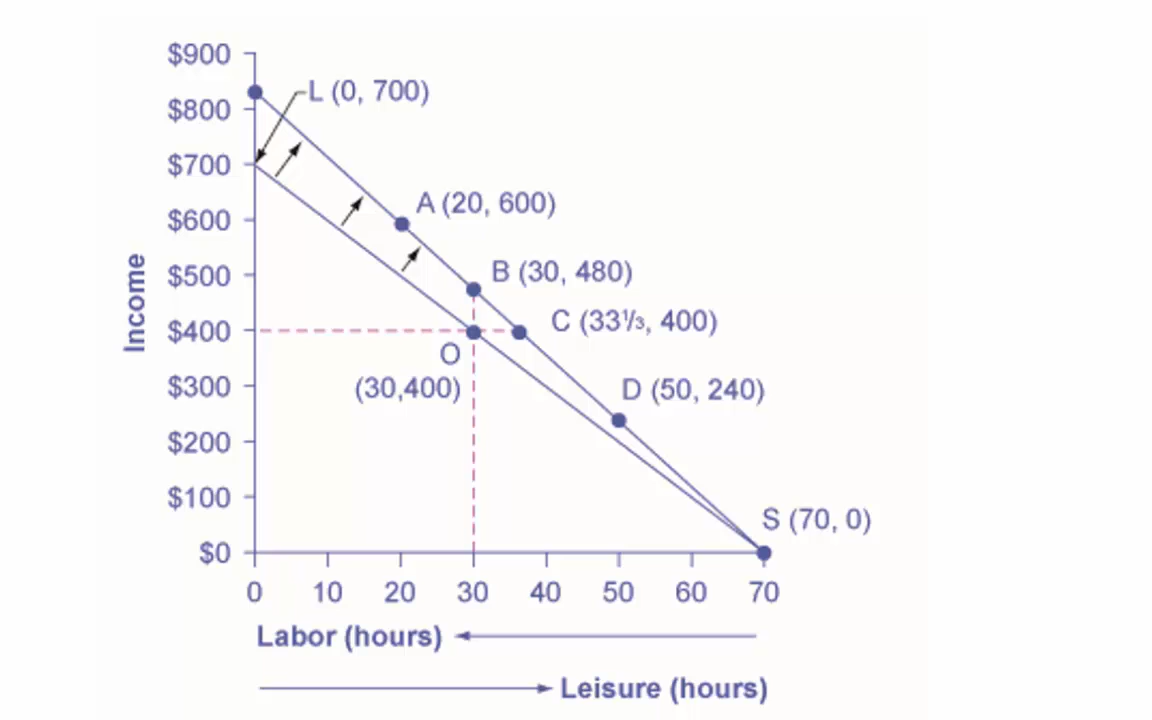 $900
L (0, 700)
$800
$700
A (20, 600)
$600
B (30, 480)
$500
C (33⅓, 400)
$400
O
(30,400)
D (50, 240)
$300
$200
$100
S (70, 0)
$0
Income
0 10 20 30 40 50 60 70
Labor (hours)
Leisure (hours)